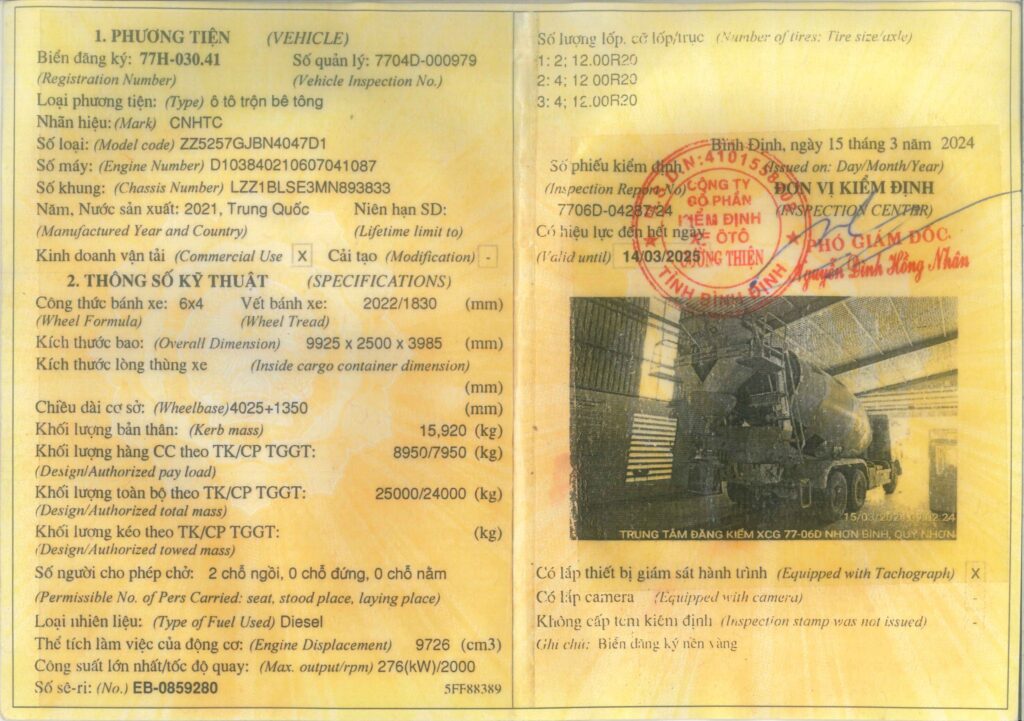 1. PHƯƠNG TIỆN (VEHICLE)
Biển đăng ký: 77H-030.41 Số quản lý: 7704D-000979
(Registration Number) (Vehicle Inspection No.)
Loại phương tiện: (Type) ô tô trộn bê tông
Nhãn hiệu: (Mark) CNHTC
Số loại: (Model code) ZZ5257GJBN4047D1
Số máy: (Engine Number) D103840210607041087
Số khung: (Chassis Number) LZZ1BLSE3MN893833
Năm, Nước sản xuất: 2021, Trung Quốc Niên hạn SD:
(Manufactured Year and Country) (Lifetime limit to)
Kinh doanh vận tải (Commercial Use X Cải tạo (Modification) -
2. THÔNG SỐ KỸ THUẬT (SPECIFICATIONS)
Công thức bánh xe: 6x4 Vết bánh xe: 2022/1830 (mm)
(Wheel Formula) (Wheel Tread)
Kích thước bao: (Overall Dimension) 9925 x 2500 x 3985 (mm)
Kích thước lòng thùng xe (Inside cargo container dimension)
(mm)
Chiều dài cơ sở: (Wheelbase) 4025+1350 (mm)
Khối lượng bản thân: (Kerb mass) 15,920 (kg)
Khối lượng hàng CC theo TK/CP TGGT: 8950/7950 (kg)
(Design/Authorized pay load)
Khối lượng toàn bộ theo TK/CP TGGT: 25000/24000 (kg)
(Design/Authorized total mass)
Khối lượng kéo theo TK/CP TGGT: (kg)
(Design/Authorized towed mass)
Số người cho phép chở: 2 chỗ ngồi, 0 chỗ đứng, 0 chỗ nằm
(Permissible No. of Pers Carried: seat, stood place, laying place)
Loại nhiên liệu: (Type of Fuel Used) Diesel
Thể tích làm việc của động cơ: (Engine Displacement) 9726 (cm3)
Công suất lớn nhất/tốc độ quay: (Max. output/rpm) 276(kW)/2000
Số sê-ri: (No.) EB-0859280 5FF88389
Số lượng lốp, cỡ lốp/trục (Number of tires: Tire size/axle)
1: 2; 12.00R20
2: 4; 12.00R20
3: 4; 12.00R20
Bình Định, ngày 15 tháng 3 năm 2024
Số phiếu kiểm định (Issued on: Day/Month/Year)
(Inspection Report No) ĐƠN VỊ KIỂM ĐỊNH
7706D-04287/24 (INSPECTION CENTER)
Có hiệu lực đến hết ngày
(Valid until) 14/03/2025
CÔNG TY
CỔ PHẦN
KIỂM ĐỊNH
XE ÔTÔ
CƯỜNG THIỆN
TỈNH BÌNH ĐỊNH
PHÓ GIÁM ĐỐC
Nguyễn Đình Hồng Nhân
TRUNG TÂM ĐĂNG KIỂM XCG 77-06D NHƠN BÌNH, QUY NHƠN
Có lắp thiết bị giám sát hành trình (Equipped with Tachograph) X
Có lắp camera (Equipped with camera) -
Không cấp tem kiểm định (Inspection stamp was not issued) -
Ghi chú: Biển đăng ký nền vàng